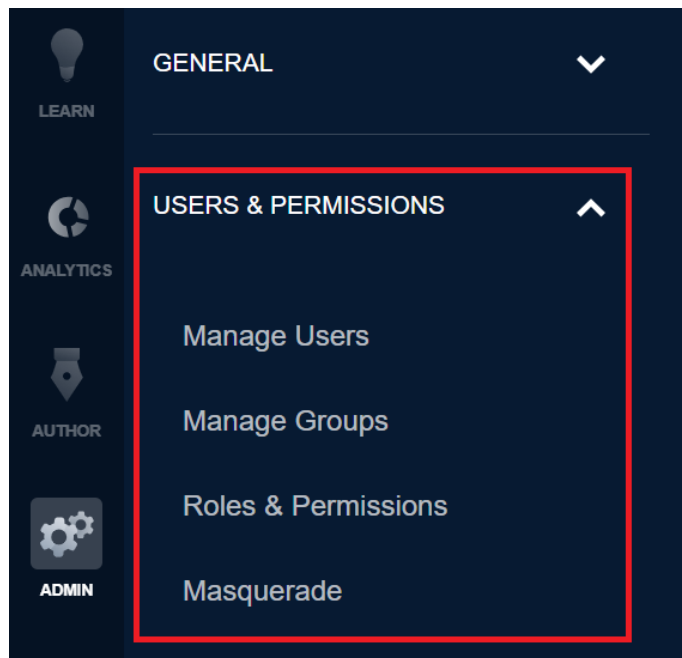 LEARN
ANALYTICS
AUTHOR
ADMIN
GENERAL
USERS & PERMISSIONS
Manage Users
Manage Groups
Roles & Permissions
Masquerade